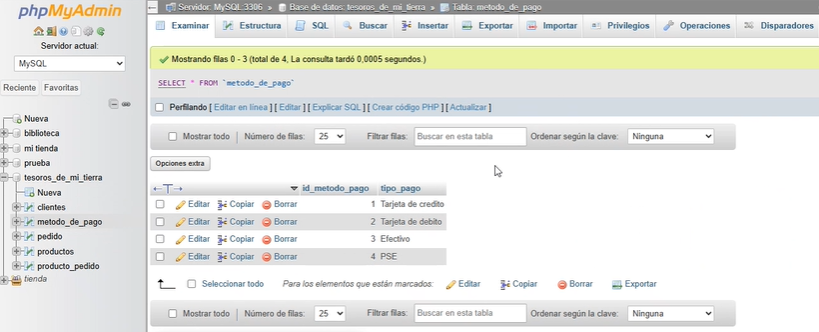 phpMyAdmin
Servidor actual:
MySQL
Reciente Favoritas
Nueva
biblioteca
mi tienda
prueba
tesoros_de_mi_tierra
Nueva
clientes
metodo_de_pago
pedido
productos
producto_pedido
tienda
Servidor: MySQL:3306 » Base de datos: tesoros_de_mi_tierra » Tabla: metodo_de_pago
Examinar Estructura SQL Buscar Insertar Exportar Importar Privilegios Operaciones Disparadores
Mostrando filas 0 - 3 (total de 4, La consulta tardó 0,0005 segundos.)
SELECT * FROM `metodo_de_pago`
Perfilando [ Editar en línea ] [ Editar ] [ Explicar SQL ] [ Crear código PHP ] [ Actualizar ]
Mostrar todo Número de filas: 25 Filtrar filas: Buscar en esta tabla Ordenar según la clave: Ninguna
Opciones extra
←T→ id_metodo_pago tipo_pago
Editar Copiar Borrar 1 Tarjeta de credito
Editar Copiar Borrar 2 Tarjeta de debito
Editar Copiar Borrar 3 Efectivo
Editar Copiar Borrar 4 PSE
Seleccionar todo Para los elementos que están marcados: Editar Copiar Borrar Exportar
Mostrar todo Número de filas: 25 Filtrar filas: Buscar en esta tabla Ordenar según la clave: Ninguna